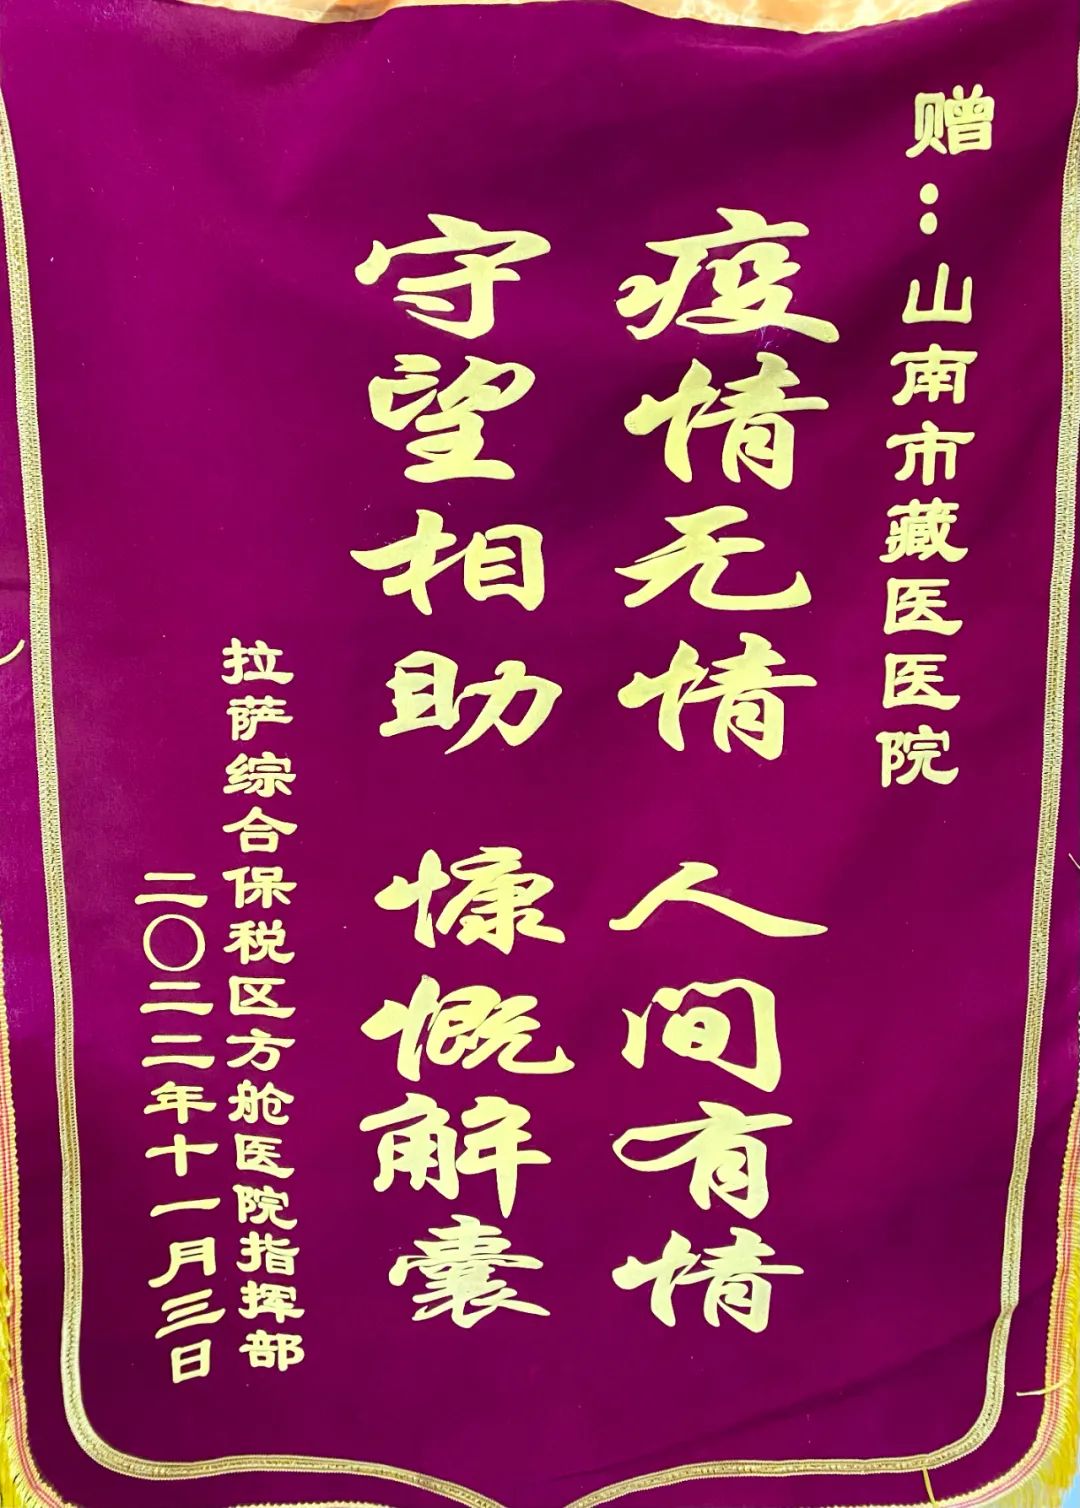 赠：山南市藏医医院
疫情无情 人间有情
守望相助 慷慨解囊
拉萨综合保税区方舱医院指挥部
二〇二二年十一月三日